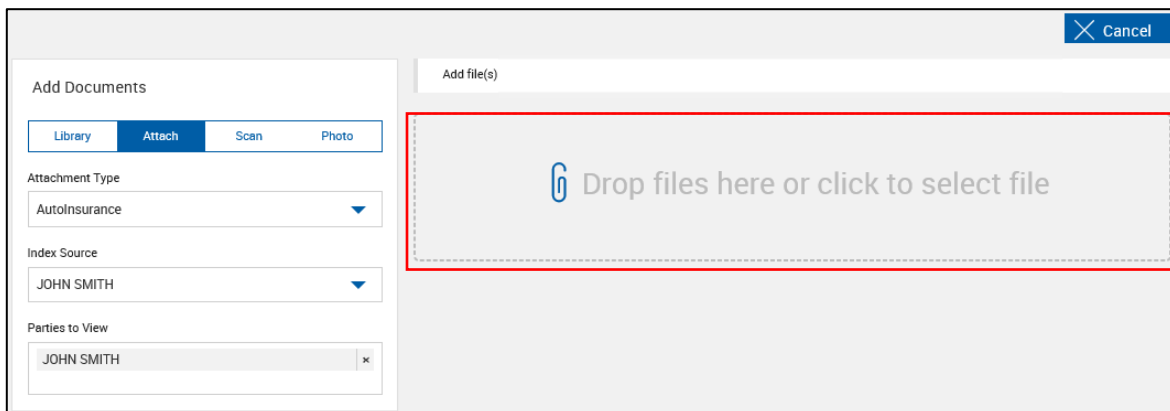 Cancel
Add Documents
Library Attach Scan Photo
Attachment Type
AutoInsurance
Index Source
JOHN SMITH
Parties to View
JOHN SMITH ×
Add file(s)
Drop files here or click to select file